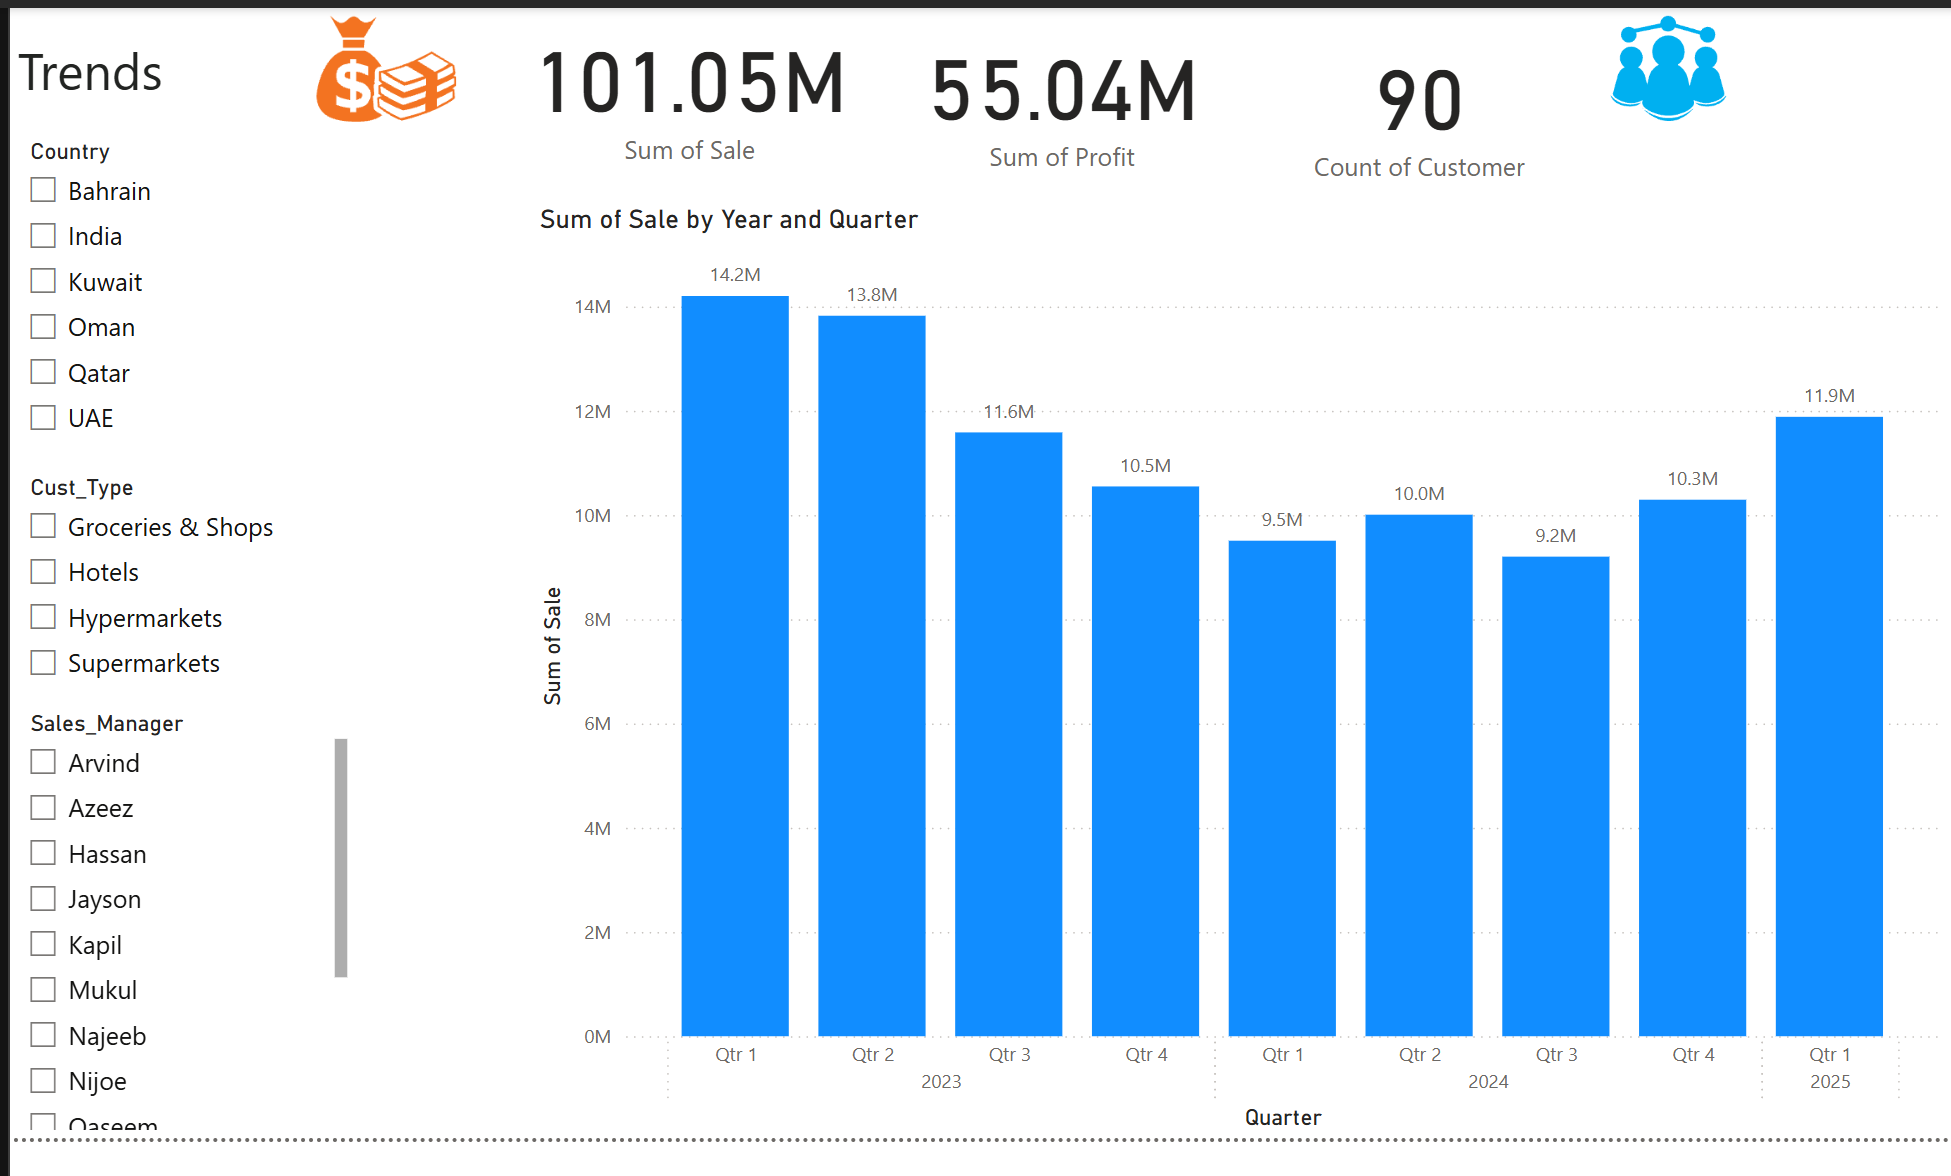 Trends
$
101.05M
Sum of Sale
55.04M
Sum of Profit
90
Count of Customer
Country
Bahrain
India
Kuwait
Oman
Qatar
UAE
Cust_Type
Groceries & Shops
Hotels
Hypermarkets
Supermarkets
Sales_Manager
Arvind
Azeez
Hassan
Jayson
Kapil
Mukul
Najeeb
Nijoe
Qaseem
Sum of Sale by Year and Quarter
Sum of Sale
14M
12M
10M
8M
6M
4M
2M
0M
14.2M
13.8M
11.6M
10.5M
9.5M
10.0M
9.2M
10.3M
11.9M
Qtr 1 Qtr 2 Qtr 3 Qtr 4 Qtr 1 Qtr 2 Qtr 3 Qtr 4 Qtr 1
2023 2024 2025
Quarter